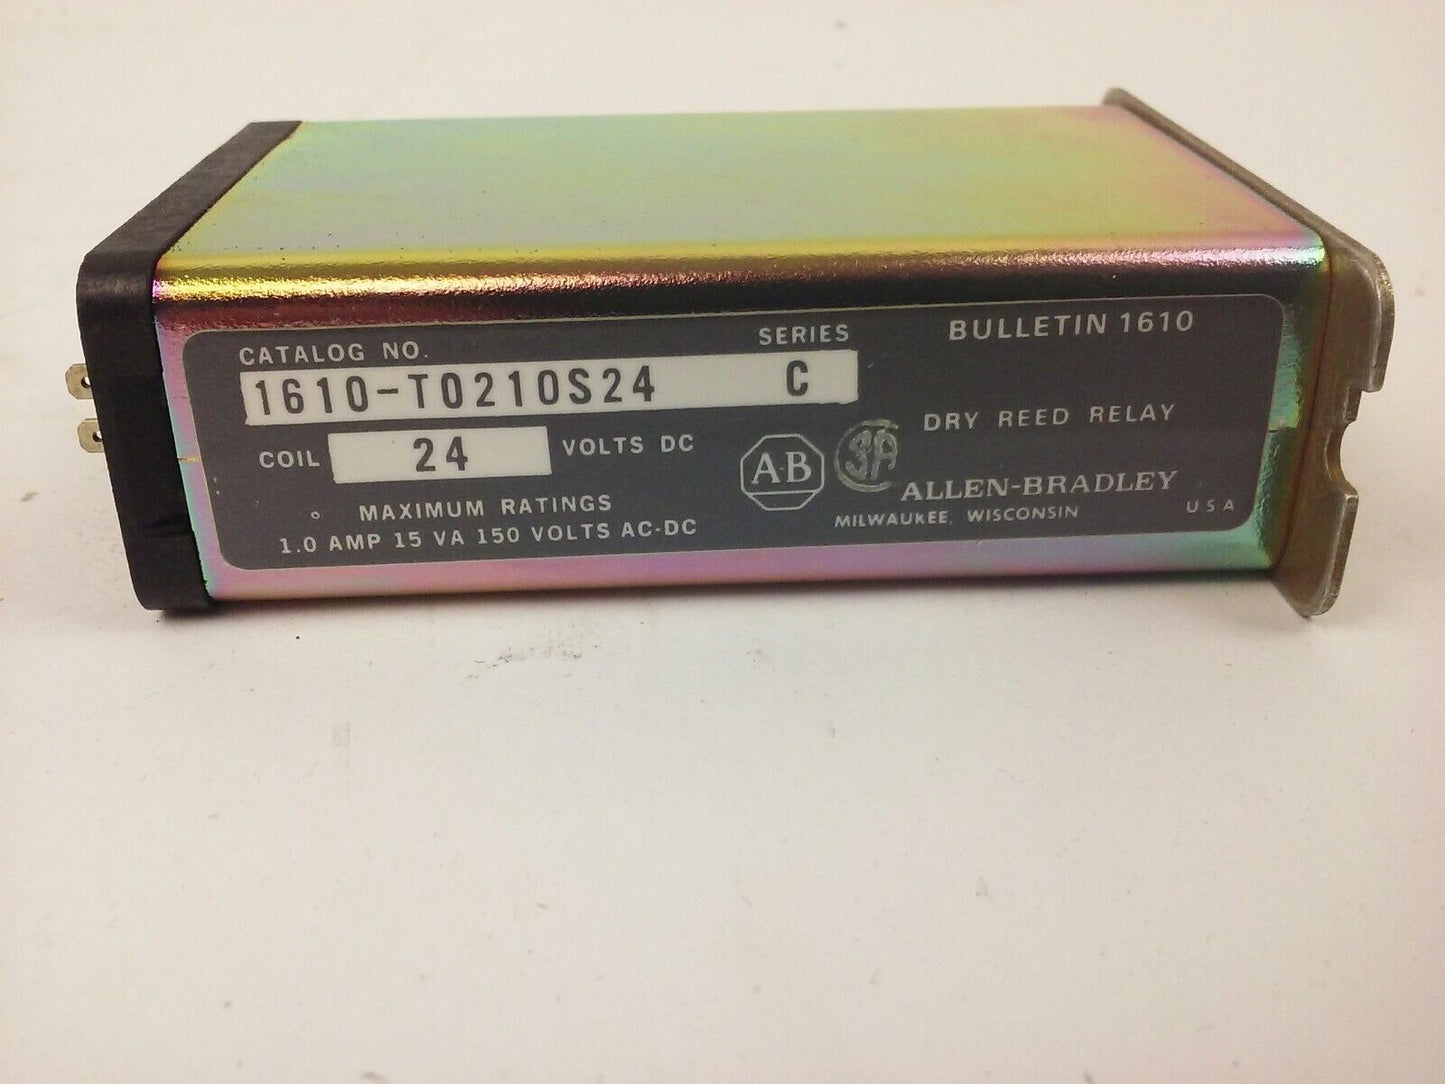 CATALOG NO. SERIES BULLETIN 1610
1610-T0210S24 C
DRY REED RELAY
COIL 24 VOLTS DC
A-B SA
ALLEN-BRADLEY
MAXIMUM RATINGS
MILWAUKEE, WISCONSIN U S A
1.0 AMP 15 VA 150 VOLTS AC-DC